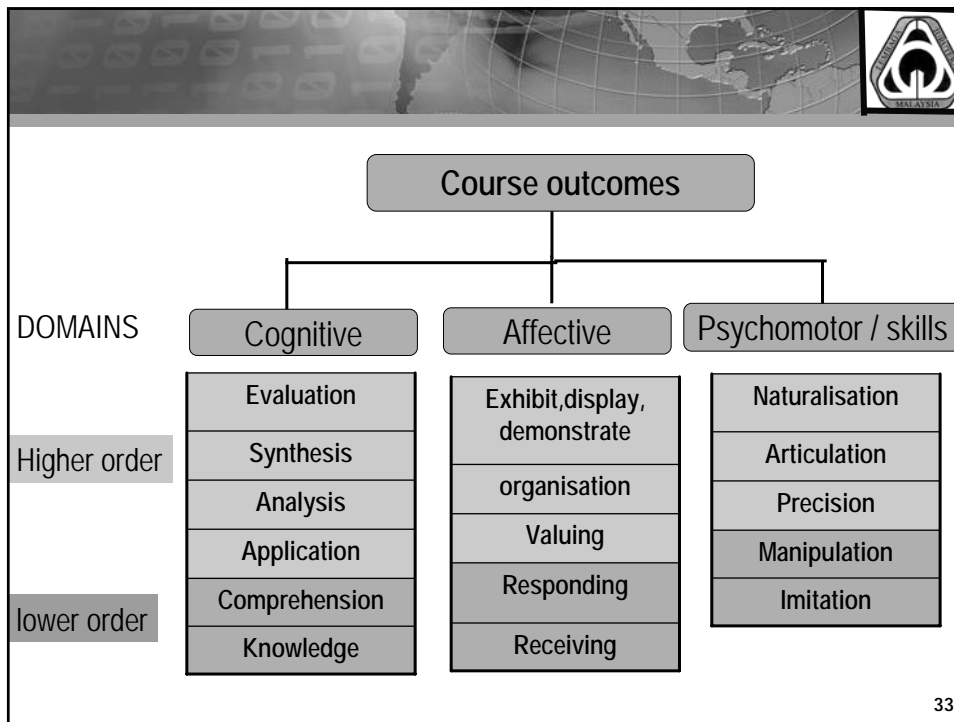 MALAYSIA
Course outcomes
DOMAINS
Cognitive
Affective
Psychomotor / skills
Higher order
lower order
Evaluation
Synthesis
Analysis
Application
Comprehension
Knowledge
Exhibit,display,
demonstrate
organisation
Valuing
Responding
Receiving
Naturalisation
Articulation
Precision
Manipulation
Imitation
33